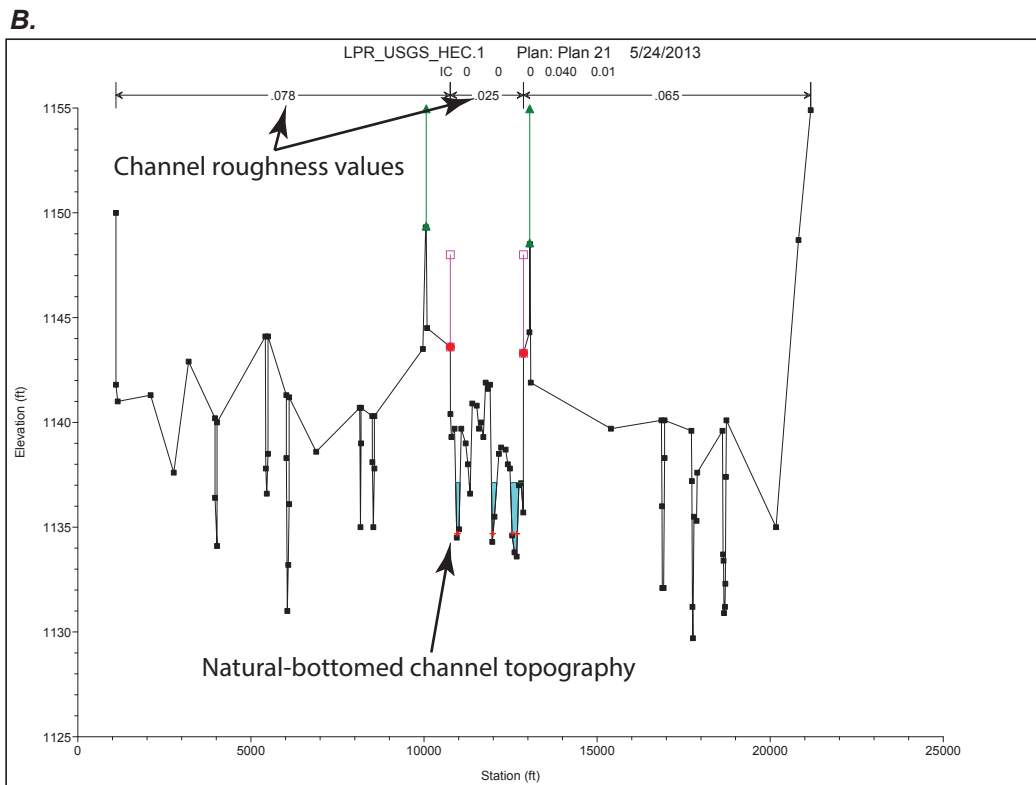 B.
LPR_USGS_HEC.1 Plan: Plan 21 5/24/2013
IC 0 0 0 0.040 0.01
.078 .025 .065
Channel roughness values
Natural-bottomed channel topography
Elevation (ft)
1155
1150
1145
1140
1135
1130
1125
0 5000 10000 15000 20000 25000
Station (ft)